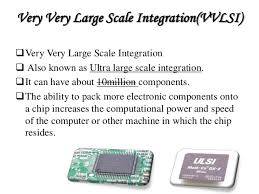 Very Very Large Scale Integration(VVLSI)
❑Very Very Large Scale Integration
❑ Also known as Ultra large scale integration.
❑It can have about 10million components.
❑The ability to pack more electronic components onto
a chip increases the computational power and speed
of the computer or other machine in which the chip
resides.
ULSI